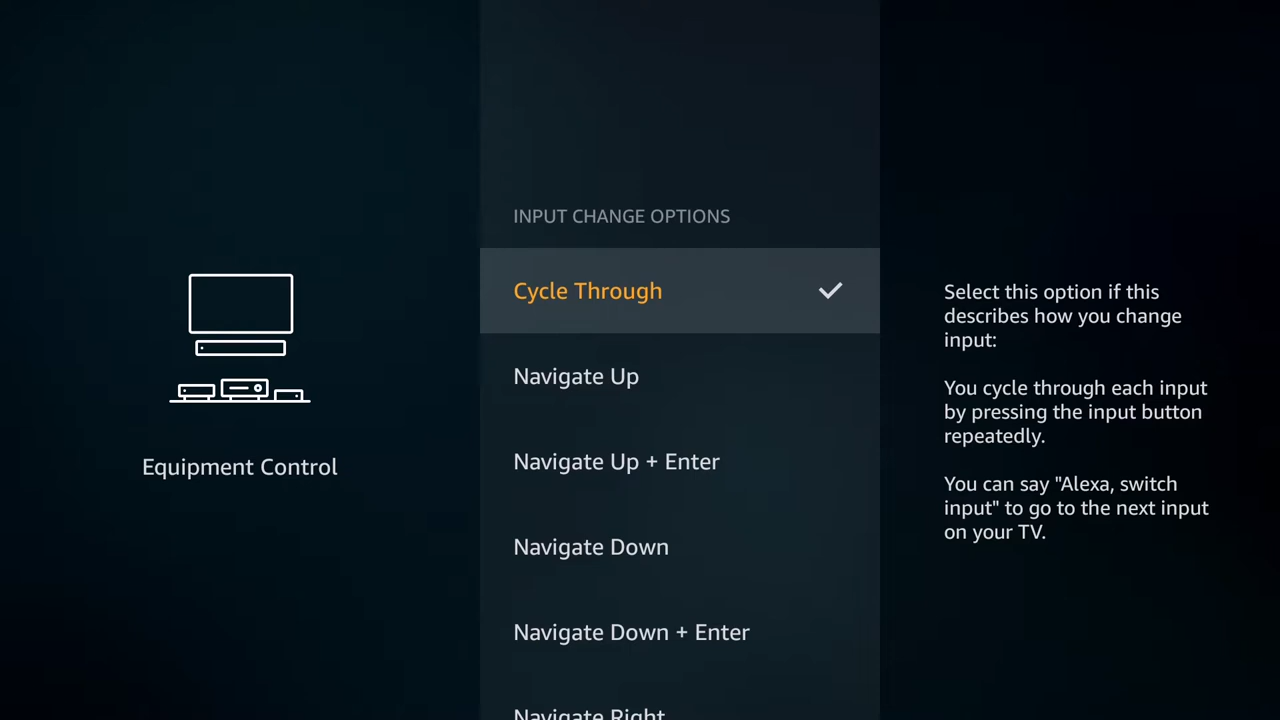 INPUT CHANGE OPTIONS
Cycle Through
Navigate Up
Navigate Up + Enter
Navigate Down
Navigate Down + Enter
Navigate Right
Equipment Control
Select this option if this
describes how you change
input:
You cycle through each input
by pressing the input button
repeatedly.
You can say "Alexa, switch
input" to go to the next input
on your TV.